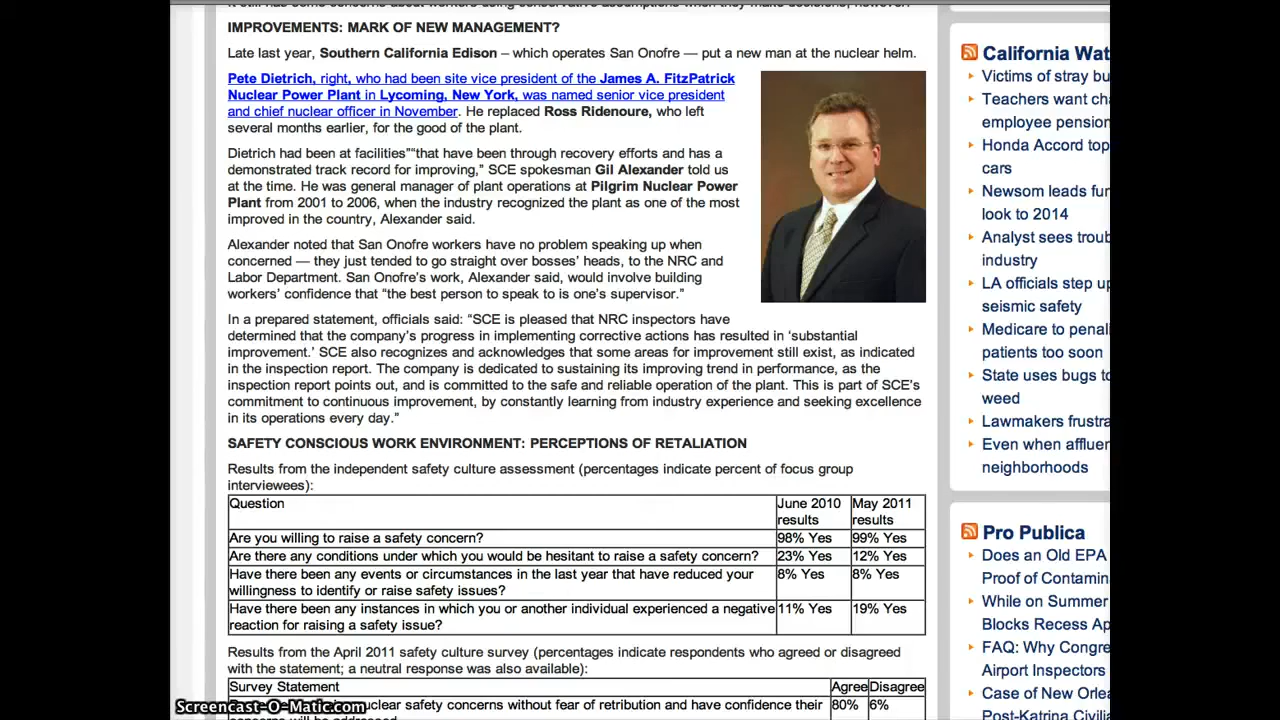 IMPROVEMENTS: MARK OF NEW MANAGEMENT?
Late last year, Southern California Edison – which operates San Onofre — put a new man at the nuclear helm.
Pete Dietrich, right, who had been site vice president of the James A. FitzPatrick
Nuclear Power Plant in Lycoming, New York, was named senior vice president
and chief nuclear officer in November. He replaced Ross Ridenoure, who left
several months earlier, for the good of the plant.
Dietrich had been at facilities”“that have been through recovery efforts and has a
demonstrated track record for improving,” SCE spokesman Gil Alexander told us
at the time. He was general manager of plant operations at Pilgrim Nuclear Power
Plant from 2001 to 2006, when the industry recognized the plant as one of the most
improved in the country, Alexander said.
Alexander noted that San Onofre workers have no problem speaking up when
concerned — they just tended to go straight over bosses’ heads, to the NRC and
Labor Department. San Onofre’s work, Alexander said, would involve building
workers’ confidence that “the best person to speak to is one’s supervisor.”
In a prepared statement, officials said: “SCE is pleased that NRC inspectors have
determined that the company’s progress in implementing corrective actions has resulted in ‘substantial
improvement.’ SCE also recognizes and acknowledges that some areas for improvement still exist, as indicated
in the inspection report. The company is dedicated to sustaining its improving trend in performance, as the
inspection report points out, and is committed to the safe and reliable operation of the plant. This is part of SCE’s
commitment to continuous improvement, by constantly learning from industry experience and seeking excellence
in its operations every day.”
SAFETY CONSCIOUS WORK ENVIRONMENT: PERCEPTIONS OF RETALIATION
Results from the independent safety culture assessment (percentages indicate percent of focus group
interviewees):
Question June 2010 results May 2011 results
Are you willing to raise a safety concern? 98% Yes 99% Yes
Are there any conditions under which you would be hesitant to raise a safety concern? 23% Yes 12% Yes
Have there been any events or circumstances in the last year that have reduced your
willingness to identify or raise safety issues? 8% Yes 8% Yes
Have there been any instances in which you or another individual experienced a negative
reaction for raising a safety issue? 11% Yes 19% Yes
Results from the April 2011 safety culture survey (percentages indicate respondents who agreed or disagreed
with the statement; a neutral response was also available):
Survey Statement Agree Disagree
nuclear safety concerns without fear of retribution and have confidence their 80% 6%
California Wat
Victims of stray bu
Teachers want cha
employee pension
Honda Accord top
cars
Newsom leads fun
look to 2014
Analyst sees troub
industry
LA officials step up
seismic safety
Medicare to penali
patients too soon
State uses bugs to
weed
Lawmakers frustra
Even when affluen
neighborhoods
Pro Publica
Does an Old EPA
Proof of Contamin
While on Summer
Blocks Recess Ap
FAQ: Why Congre
Airport Inspectors
Case of New Orlea
Post-Katrina Civilia
Screencast-O-Matic.com